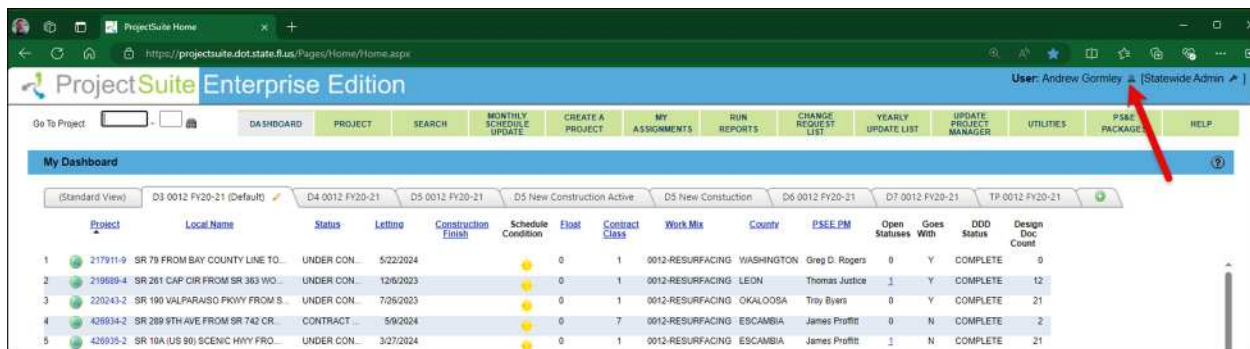 ProjectSuite Home
https://projectsuite.dot.state.fl.us/Pages/Home/Home.aspx
ProjectSuite Enterprise Edition
User: Andrew Gormley [Statewide Admin ]
Go To Project - DASHBOARD PROJECT SEARCH MONTHLY SCHEDULE UPDATE CREATE A PROJECT MY ASSIGNMENTS RUN REPORTS CHANGE REQUEST LIST YEARLY UPDATE LIST UPDATE PROJECT MANAGER UTILITIES PS&E PACKAGES HELP
My Dashboard
(Standard View) D3 0012 FY20-21 (Default) D4 0012 FY20-21 D5 0012 FY20-21 D5 New Construction Active D5 New Constuction D6 0012 FY20-21 D7 0012 FY20-21 TP 0012 FY20-21
Project Local Name Status Letting Construction Finish Schedule Condition Float Contract Class Work Mix County PSEE PM Open Statuses Goes With DDD Status Design Doc Count
1 217911-9 SR 79 FROM BAY COUNTY LINE TO... UNDER CON... 5/22/2024 0 1 0012-RESURFACING WASHINGTON Greg D. Rogers 0 Y COMPLETE 0
2 219689-4 SR 261 CAP CIR FROM SR 363 WO... UNDER CON... 12/6/2023 0 1 0012-RESURFACING LEON Thomas Justice 1 Y COMPLETE 12
3 220243-2 SR 190 VALPARAISO PKWY FROM S... UNDER CON... 7/26/2023 0 1 0012-RESURFACING OKALOOSA Troy Byers 0 Y COMPLETE 21
4 426934-2 SR 289 9TH AVE FROM SR 742 CR... CONTRACT ... 5/9/2024 0 7 0012-RESURFACING ESCAMBIA James Proffitt 0 N COMPLETE 2
5 426935-2 SR 10A (US 90) SCENIC HWY FRO... UNDER CON... 3/27/2024 0 1 0012-RESURFACING ESCAMBIA James Proffitt 1 N COMPLETE 21